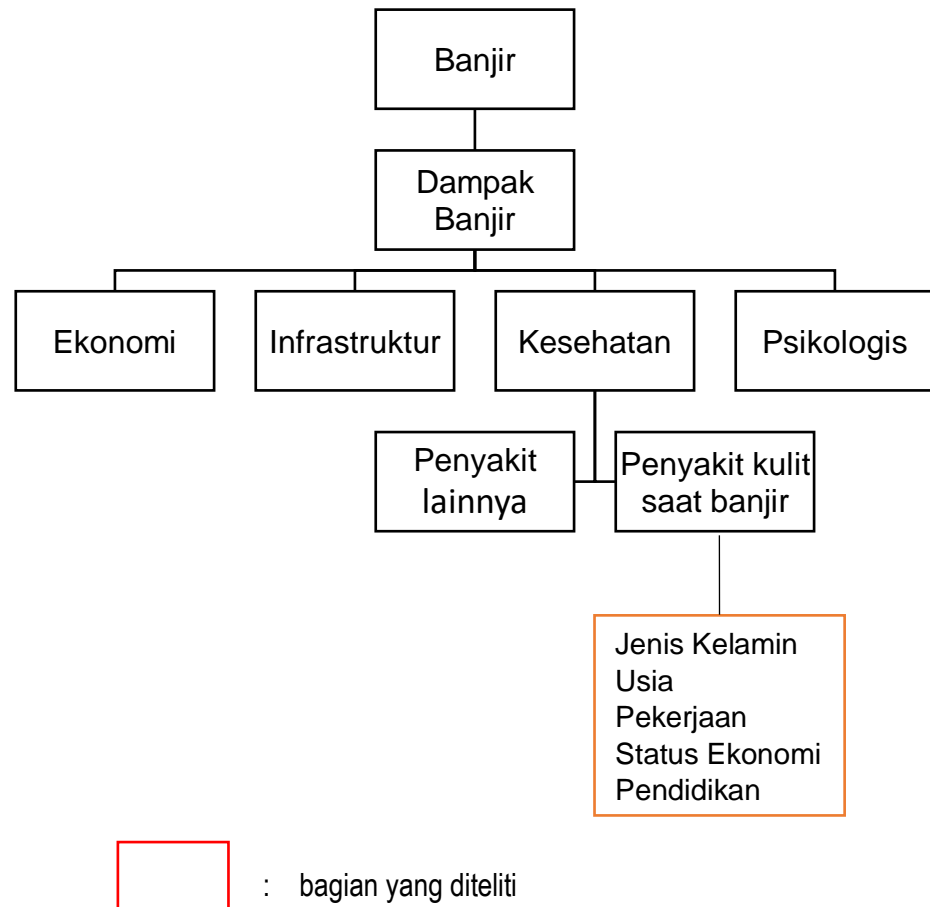 Banjir
Dampak
Banjir
Ekonomi
Infrastruktur
Kesehatan
Psikologis
Penyakit
lainnya
Penyakit kulit
saat banjir
Jenis Kelamin
Usia
Pekerjaan
Status Ekonomi
Pendidikan
: bagian yang diteliti